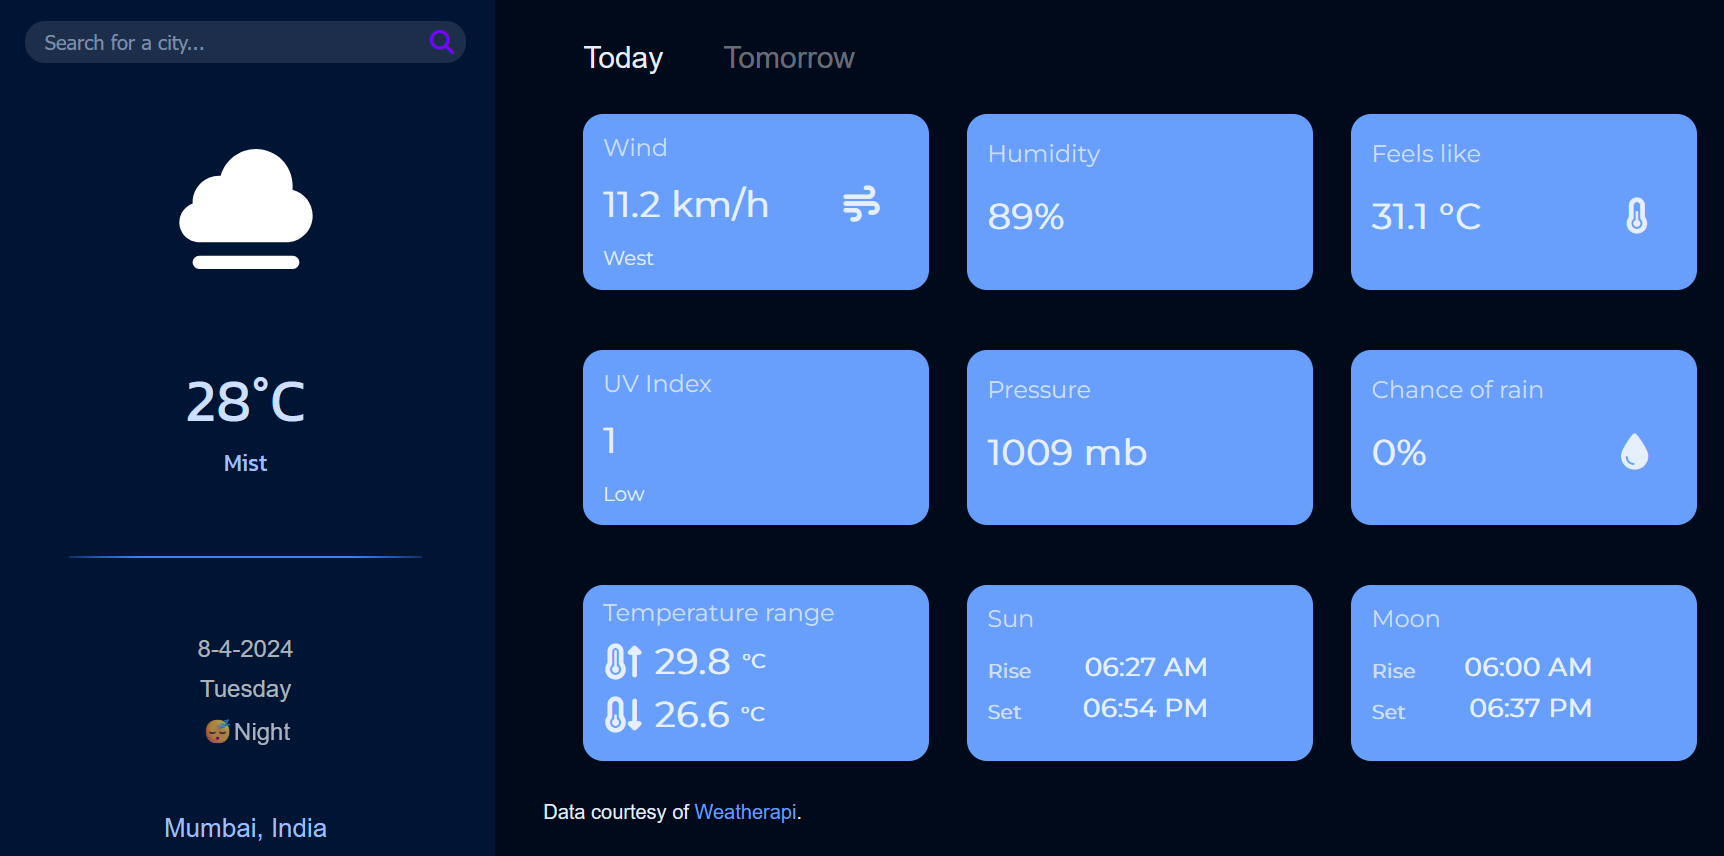 Search for a city...
28°C
Mist
8-4-2024
Tuesday
😴Night
Mumbai, India
Today Tomorrow
Wind
11.2 km/h
West
Humidity
89%
Feels like
31.1 °C
UV Index
1
Low
Pressure
1009 mb
Chance of rain
0%
Temperature range
29.8 °C
26.6 °C
Sun
Rise 06:27 AM
Set 06:54 PM
Moon
Rise 06:00 AM
Set 06:37 PM
Data courtesy of Weatherapi.